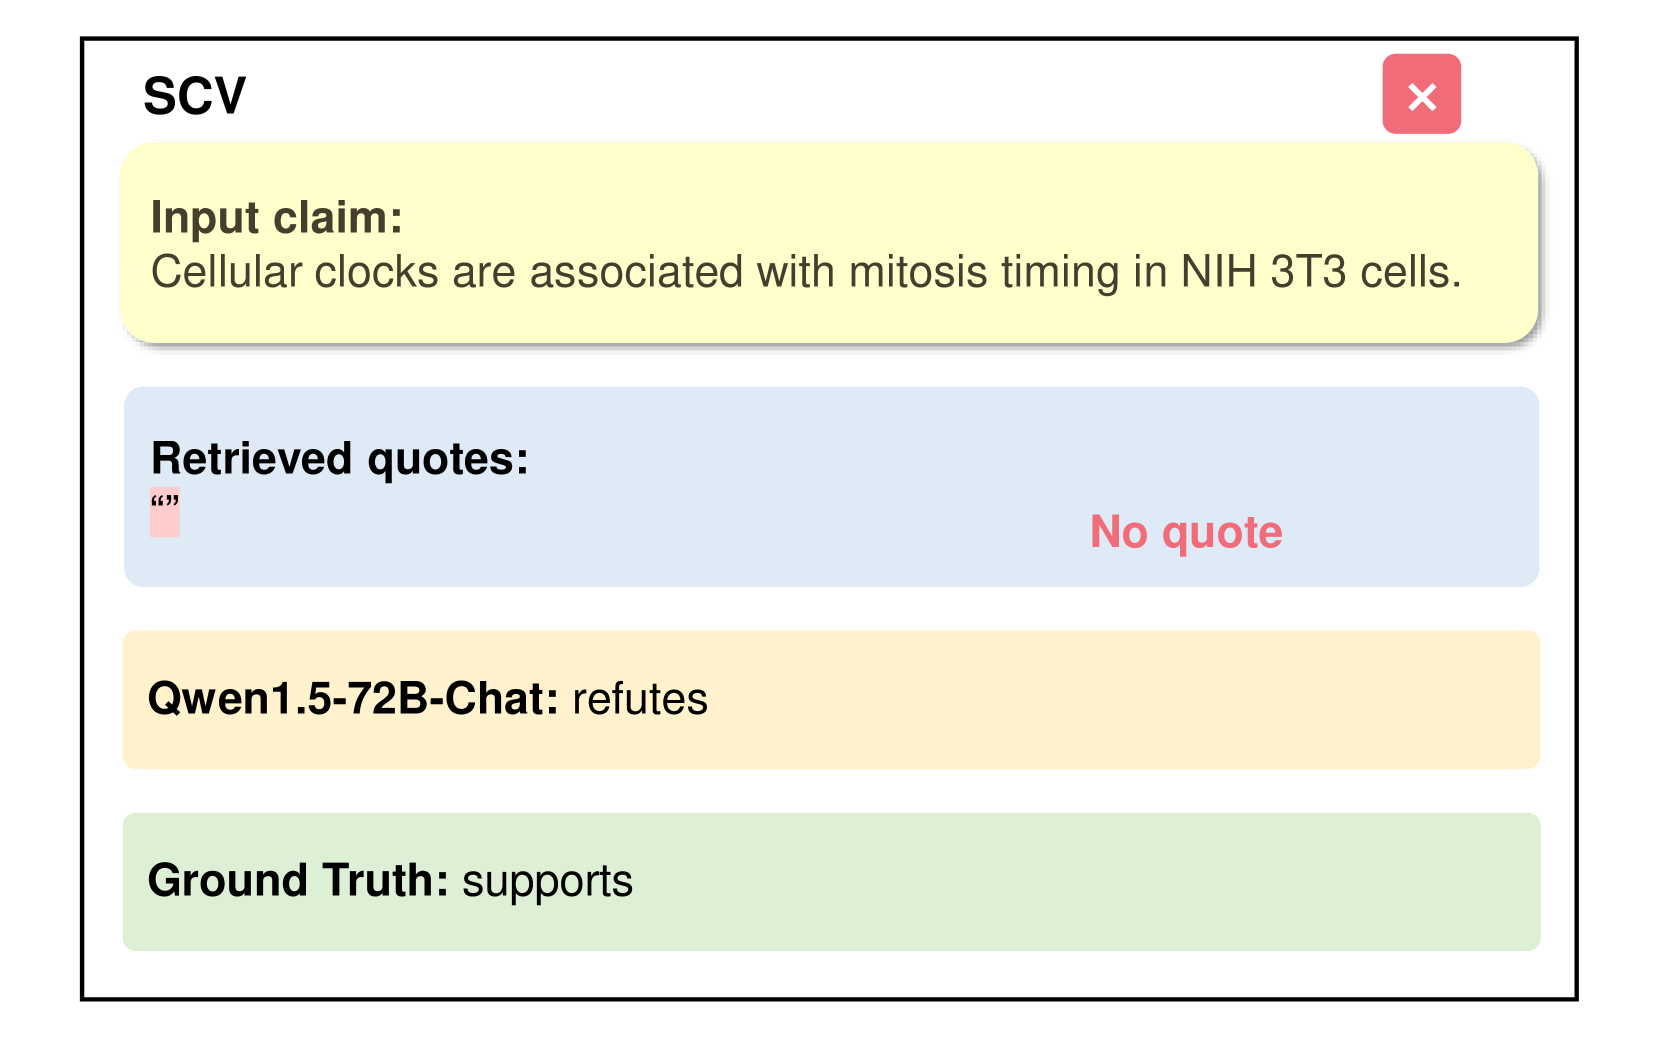 SCV
×
Input claim:
Cellular clocks are associated with mitosis timing in NIH 3T3 cells.
Retrieved quotes:
“”
No quote
Qwen1.5-72B-Chat: refutes
Ground Truth: supports